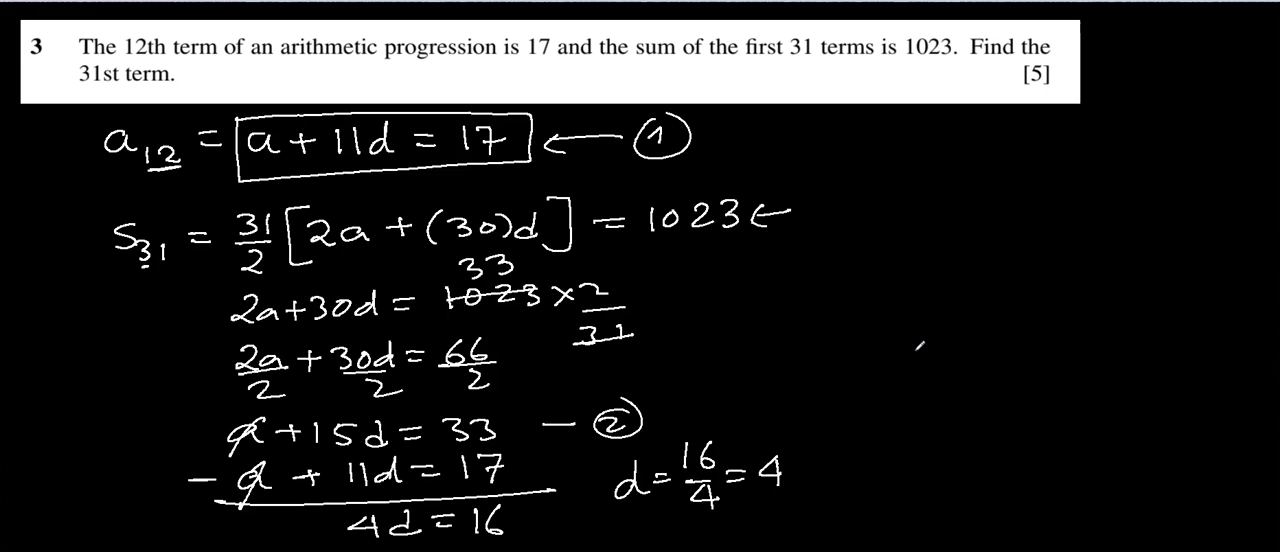 3 The 12th term of an arithmetic progression is 17 and the sum of the first 31 terms is 1023. Find the
31st term. [5]
a₁₂ = a + 11d = 17 ← ①
S₃₁ = 31/2 [2a + (30)d] = 1023 ←
33
2a + 30d = 1023 × 2/31
2a/2 + 30d/2 = 66/2
a + 15d = 33 — ②
- a + 11d = 17
4d = 16
d = 16/4 = 4